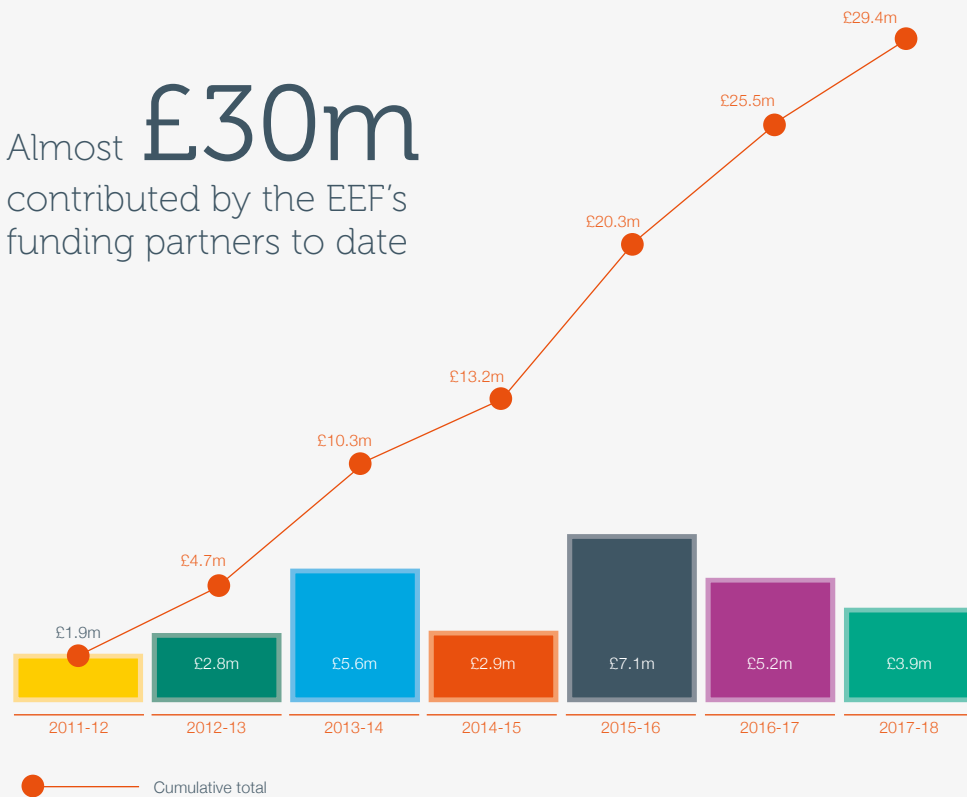 £29.4m
£25.5m
Almost £30m
contributed by the EEF's
funding partners to date
£20.3m
£13.2m
£10.3m
£4.7m
£1.9m
£2.8m £5.6m £2.9m £7.1m £5.2m £3.9m
2011-12 2012-13 2013-14 2014-15 2015-16 2016-17 2017-18
Cumulative total